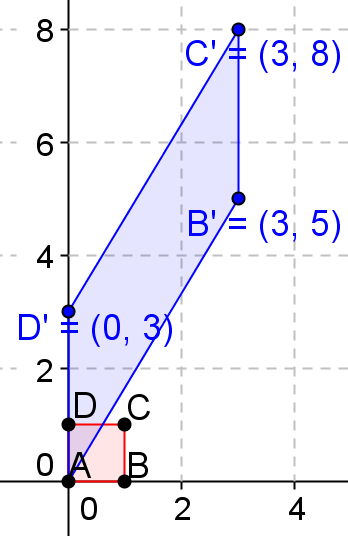 8
C' = (3, 8)
6
B' = (3, 5)
4
D' = (0, 3)
2
D C
0 A B
0 2 4